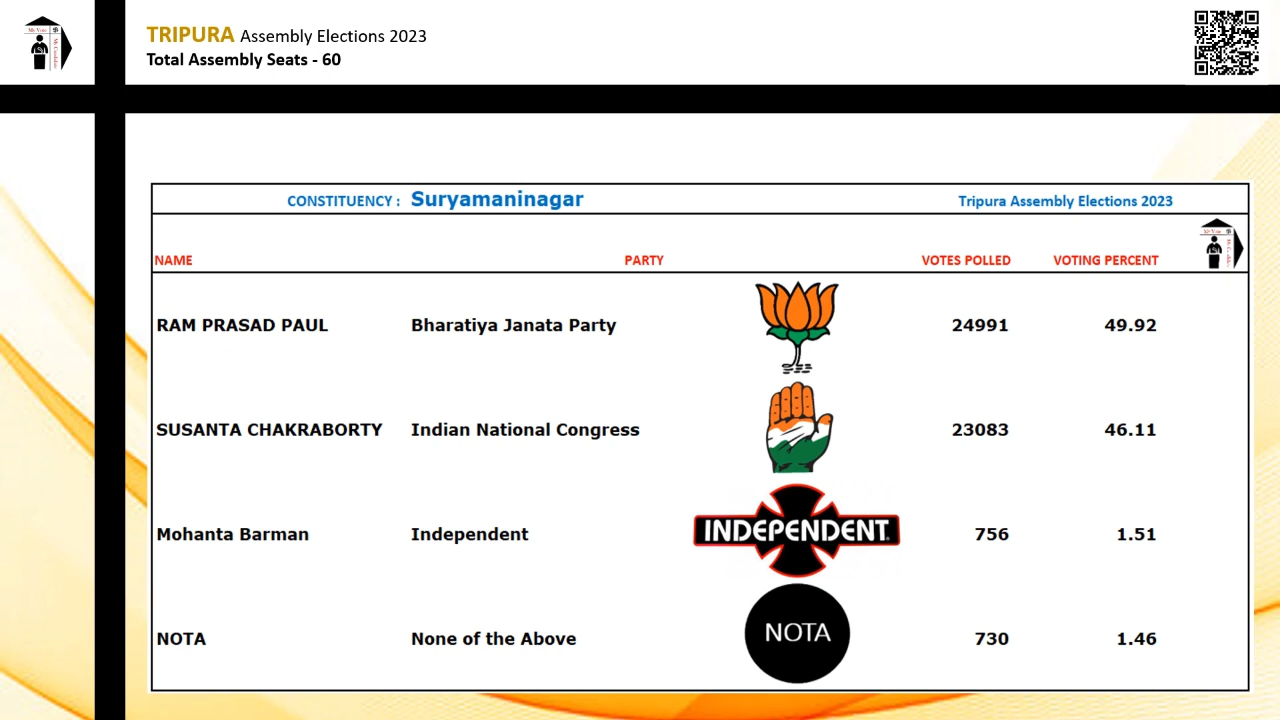 TRIPURA Assembly Elections 2023
Total Assembly Seats - 60
CONSTITUENCY : Suryamaninagar Tripura Assembly Elections 2023
NAME PARTY VOTES POLLED VOTING PERCENT
RAM PRASAD PAUL Bharatiya Janata Party 24991 49.92
SUSANTA CHAKRABORTY Indian National Congress 23083 46.11
Mohanta Barman Independent INDEPENDENT 756 1.51
NOTA None of the Above NOTA 730 1.46